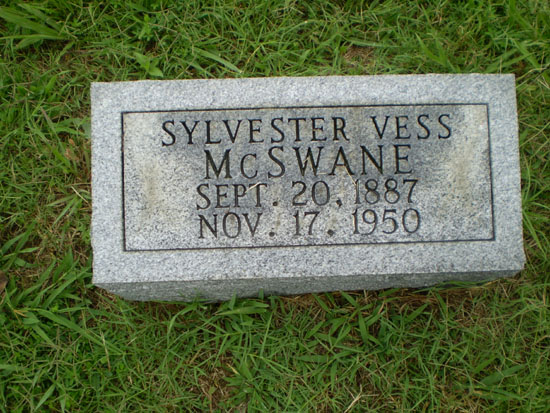 SYLVESTER VESS
McSWANE
SEPT. 20, 1887
NOV. 17, 1950